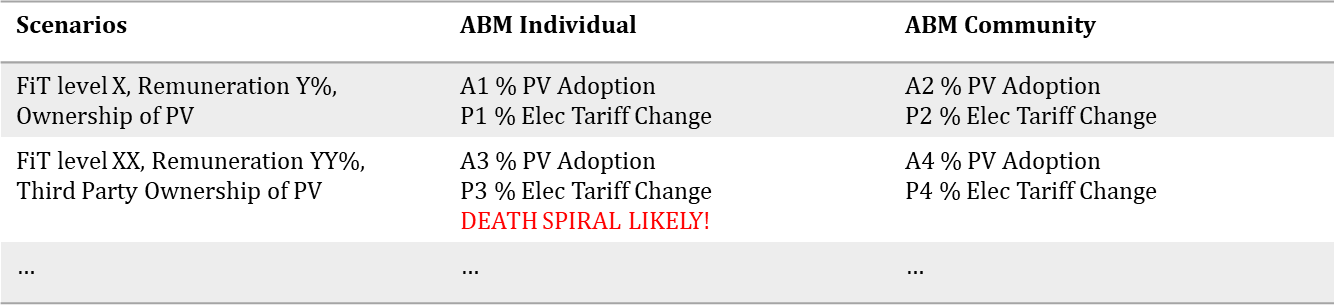 Scenarios ABM Individual ABM Community
FiT level X, Remuneration Y%, A1 % PV Adoption A2 % PV Adoption
Ownership of PV P1 % Elec Tariff Change P2 % Elec Tariff Change
FiT level XX, Remuneration YY%, A3 % PV Adoption A4 % PV Adoption
Third Party Ownership of PV P3 % Elec Tariff Change P4 % Elec Tariff Change
DEATH SPIRAL LIKELY!
... ... ...